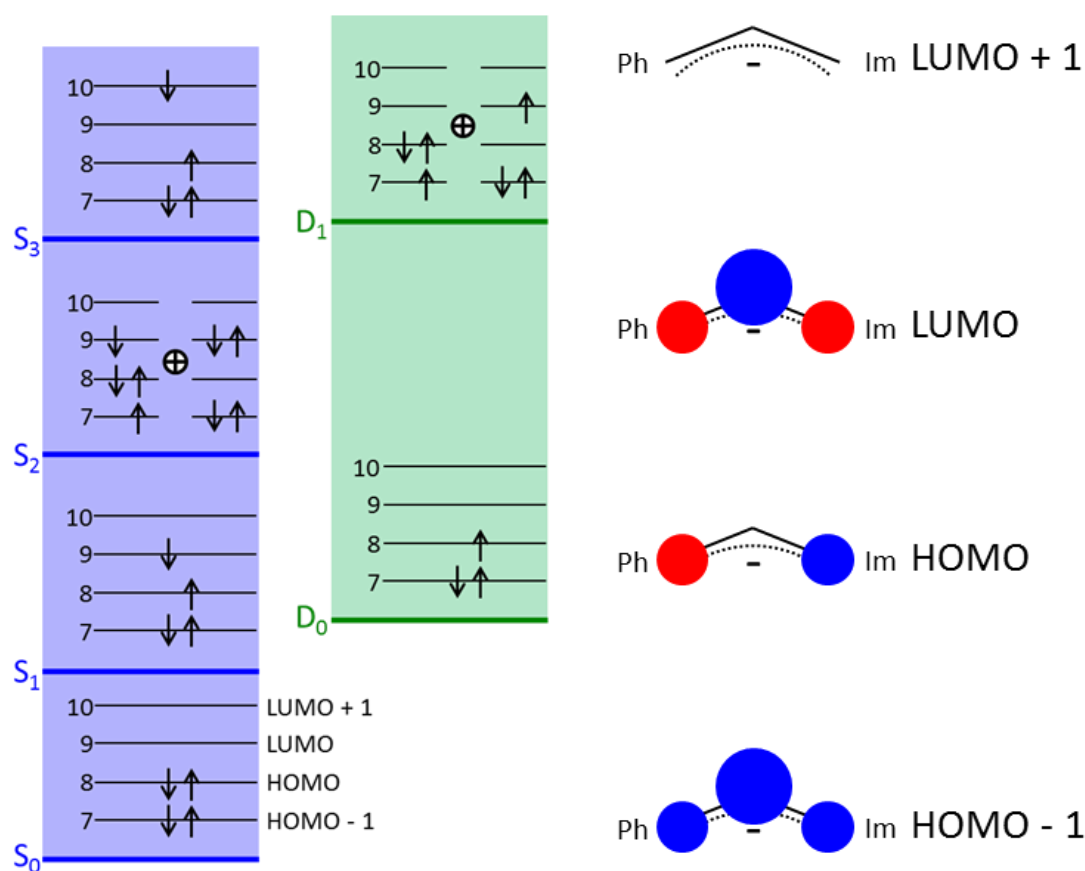 10
9
8
7
S3
10
9
8
7
S2
10
9
8
7
S1
10 LUMO + 1
9 LUMO
8 HOMO
7 HOMO - 1
S0
10
9
8
7
D1
10
9
8
7
D0
Ph - Im LUMO + 1
Ph - Im LUMO
Ph - Im HOMO
Ph - Im HOMO - 1